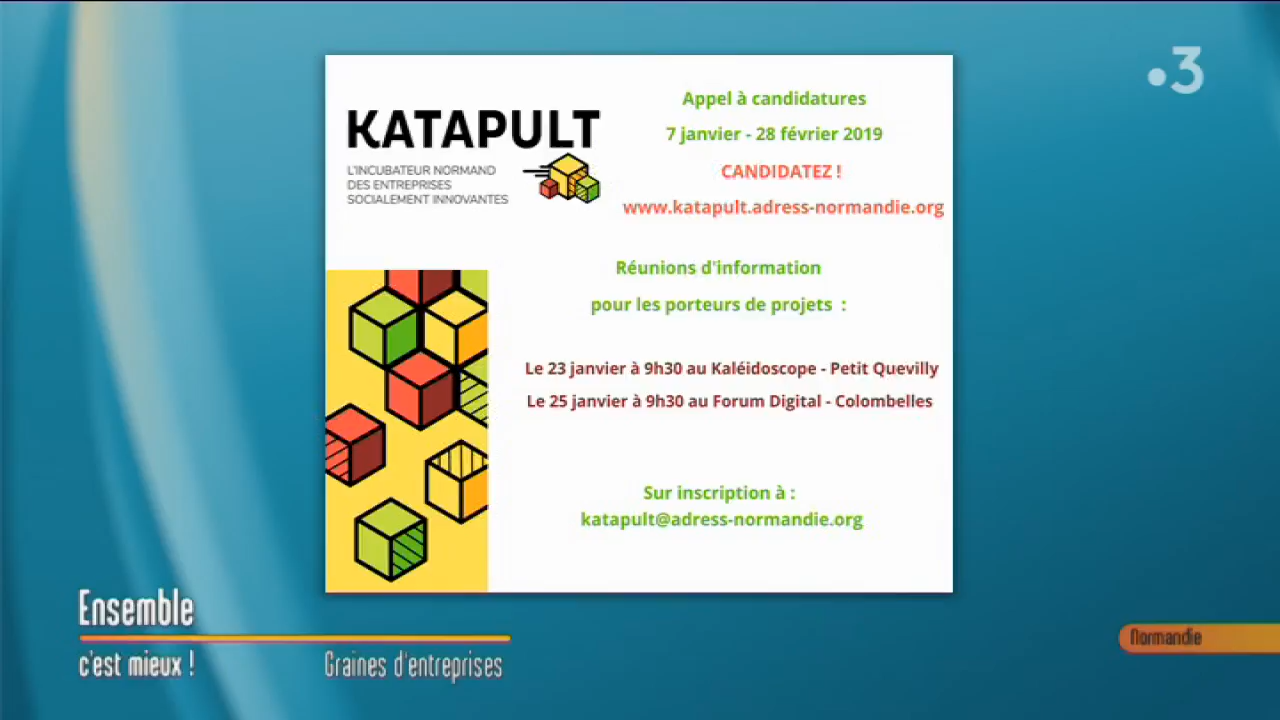 3
KATAPULT
L'INCUBATEUR NORMAND
DES ENTREPRISES
SOCIALEMENT INNOVANTES
Appel à candidatures
7 janvier - 28 février 2019
CANDIDATEZ !
www.katapult.adress-normandie.org
Réunions d'information
pour les porteurs de projets :
Le 23 janvier à 9h30 au Kaléidoscope - Petit Quevilly
Le 25 janvier à 9h30 au Forum Digital - Colombelles
Sur inscription à :
katapult@adress-normandie.org
Ensemble
c'est mieux !
Graines d'entreprises
Normandie